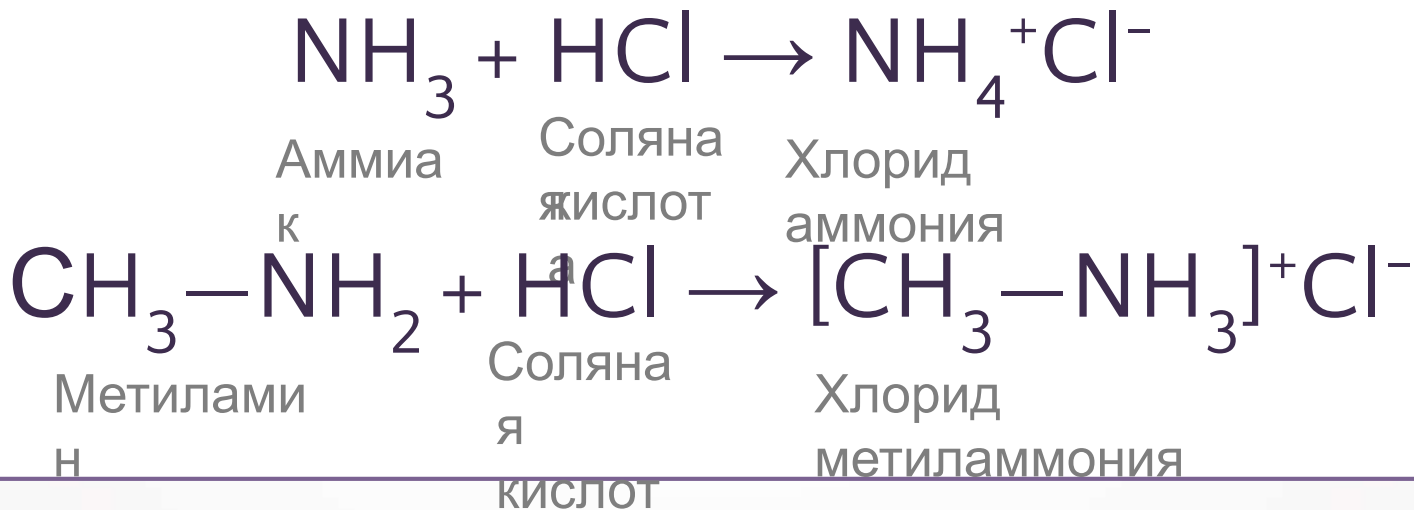 NH₃ + HCl → NH₄⁺Cl⁻
Аммиа
к
Соляна
я
кислот
а
Хлорид
аммония
CH₃—NH₂ + HCl → [CH₃—NH₃]⁺Cl⁻
Метилами
н
Соляна
я
кислот
Хлорид
метиламмония